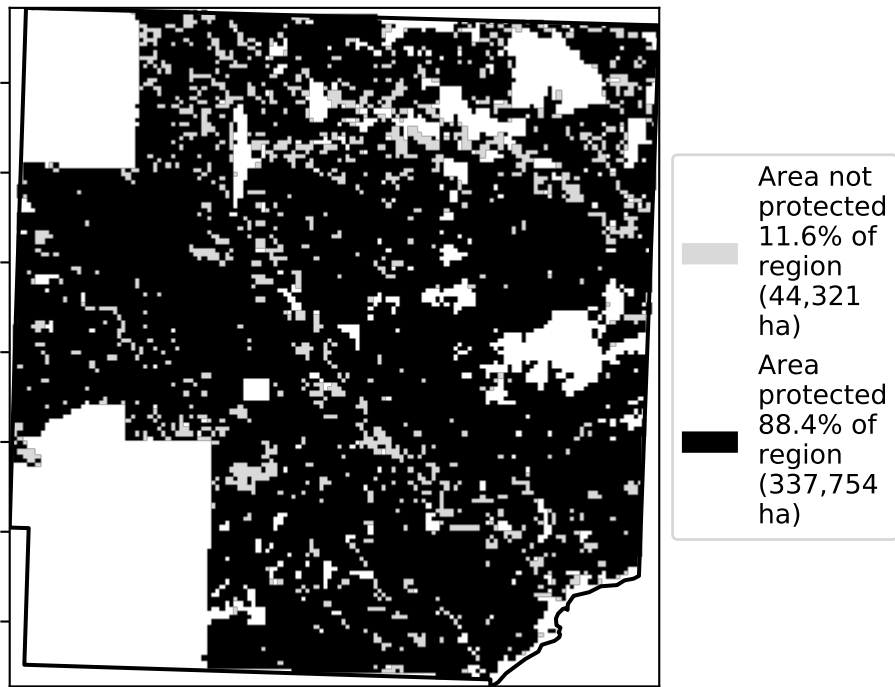 Area not
protected
11.6% of
region
(44,321
ha)
Area
protected
88.4% of
region
(337,754
ha)